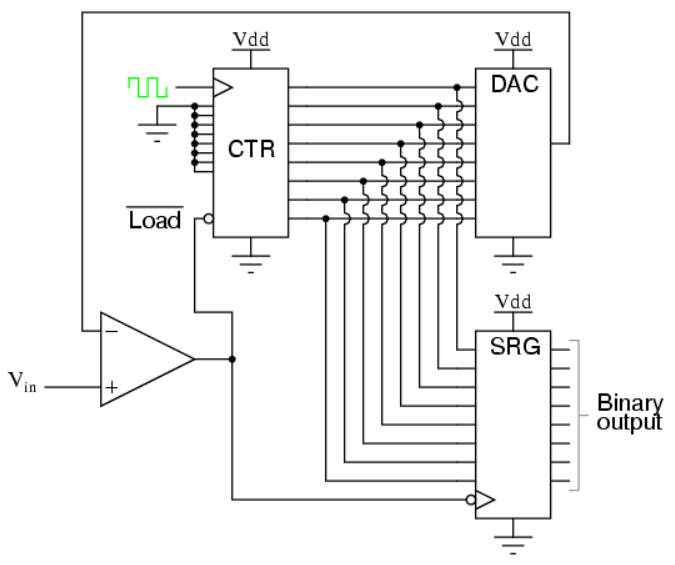 Vdd
Vdd
DAC
CTR
Load
Vdd
SRG
−
Vin
+
Binary
output